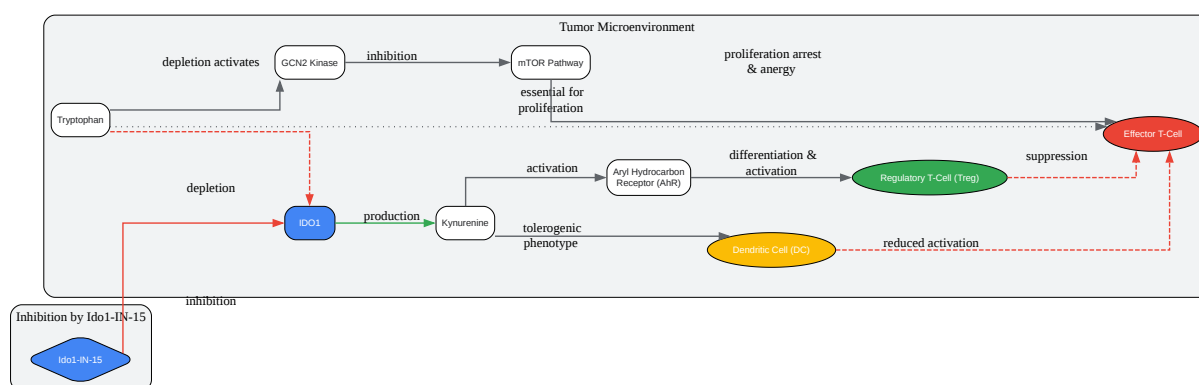 Tumor Microenvironment
depletion activates
GCN2 Kinase
inhibition
mTOR Pathway
proliferation arrest
& anergy
essential for
proliferation
Tryptophan
Effector T-Cell
depletion
IDO1
production
Kynurenine
activation
Aryl Hydrocarbon
Receptor (AhR)
differentiation &
activation
Regulatory T-Cell (Treg)
suppression
tolerogenic
phenotype
Dendritic Cell (DC)
reduced activation
inhibition
Inhibition by Ido1-IN-15
Ido1-IN-15